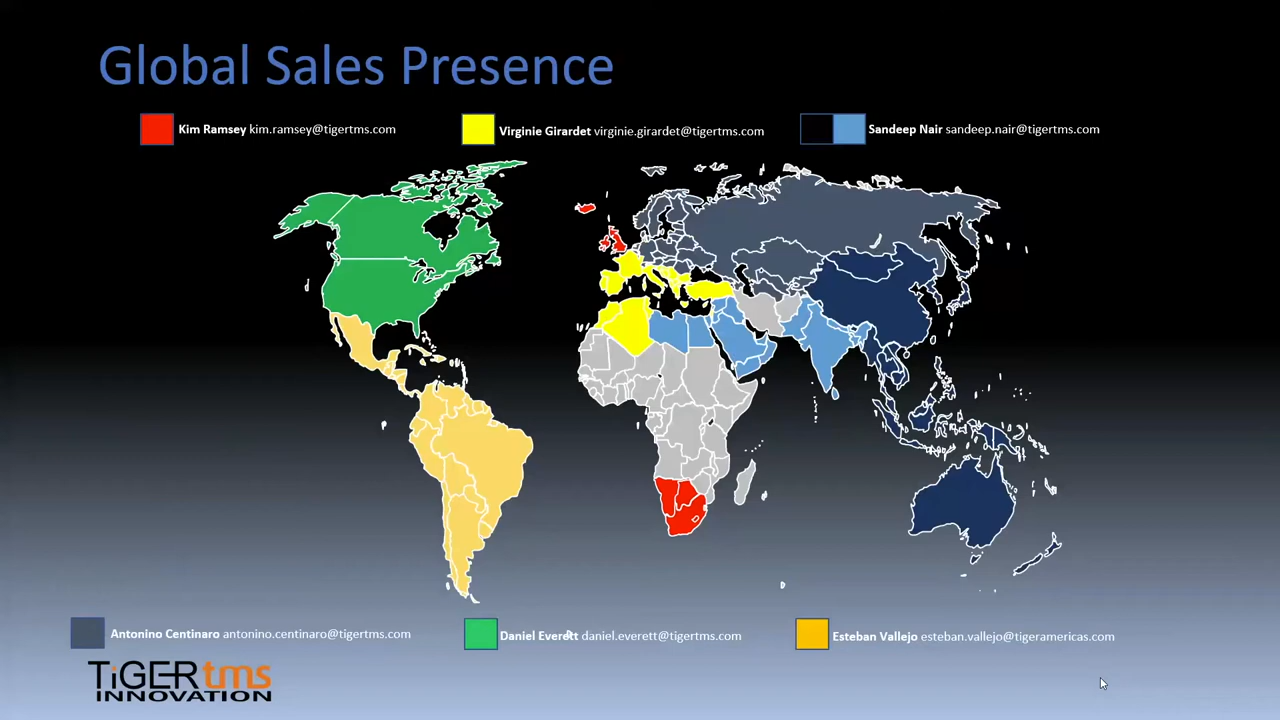 Global Sales Presence
Kim Ramsey kim.ramsey@tigertms.com
Virginie Girardet virginie.girardet@tigertms.com
Sandeep Nair sandeep.nair@tigertms.com
Antonino Centinaro antonino.centinaro@tigertms.com
Daniel Everett daniel.everett@tigertms.com
Esteban Vallejo esteban.vallejo@tigeramericas.com
TiGER tms
INNOVATION